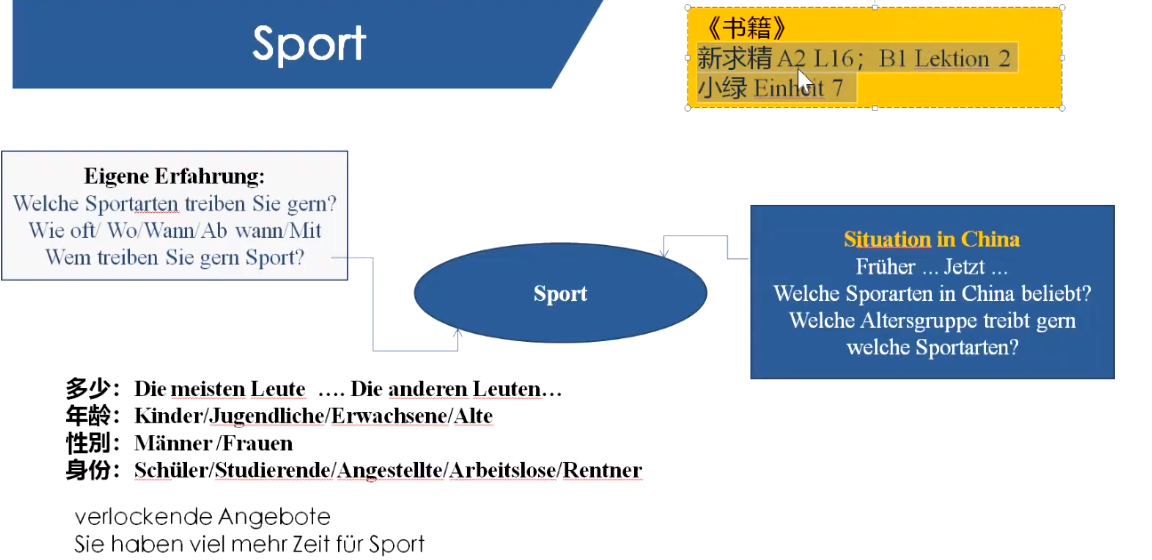 Sport
《书籍》
新求精 A2 L16；B1 Lektion 2
小绿 Einheit 7
Eigene Erfahrung:
Welche Sportarten treiben Sie gern?
Wie oft/ Wo/Wann/Ab wann/Mit
Wem treiben Sie gern Sport?
Sport
Situation in China
Früher ... Jetzt ...
Welche Sporarten in China beliebt?
Welche Altersgruppe treibt gern
welche Sportarten?
多少：Die meisten Leute …. Die anderen Leuten…
年龄：Kinder/Jugendliche/Erwachsene/Alte
性别：Männer /Frauen
身份：Schüler/Studierende/Angestellte/Arbeitslose/Rentner
verlockende Angebote
Sie haben viel mehr Zeit für Sport